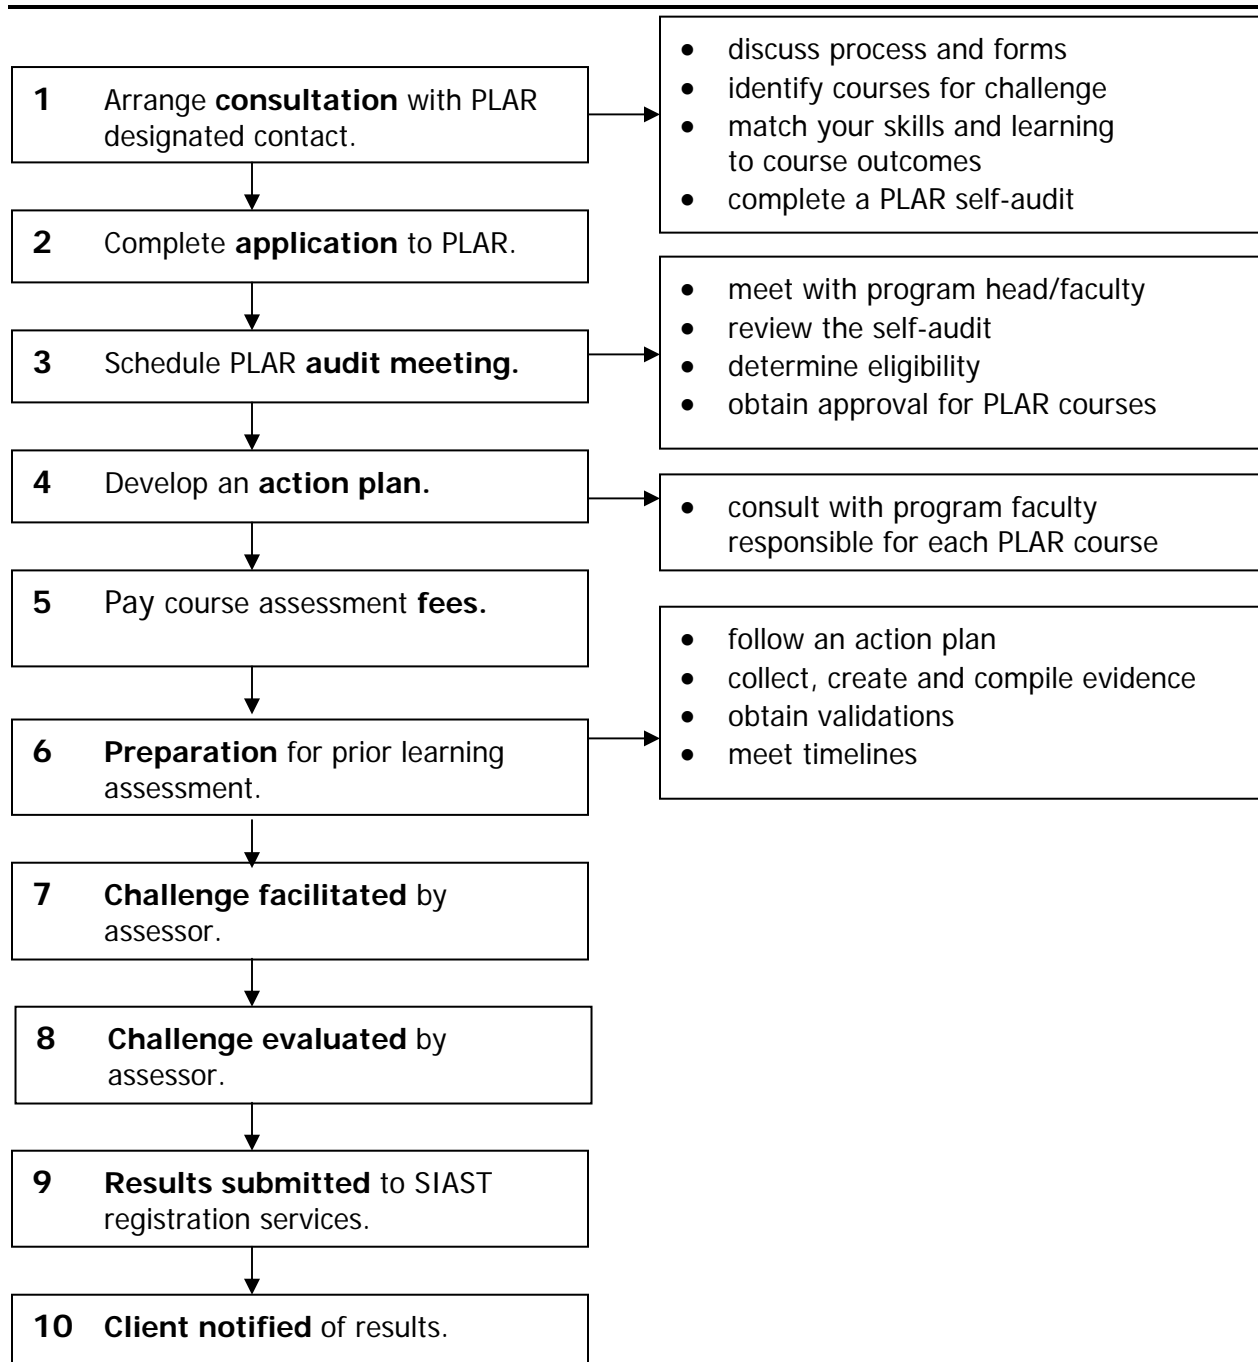 1 Arrange consultation with PLAR
designated contact.
• discuss process and forms
• identify courses for challenge
• match your skills and learning
to course outcomes
• complete a PLAR self-audit
2 Complete application to PLAR.
3 Schedule PLAR audit meeting.
• meet with program head/faculty
• review the self-audit
• determine eligibility
• obtain approval for PLAR courses
4 Develop an action plan.
• consult with program faculty
responsible for each PLAR course
5 Pay course assessment fees.
6 Preparation for prior learning
assessment.
• follow an action plan
• collect, create and compile evidence
• obtain validations
• meet timelines
7 Challenge facilitated by
assessor.
8 Challenge evaluated by
assessor.
9 Results submitted to SIAST
registration services.
10 Client notified of results.